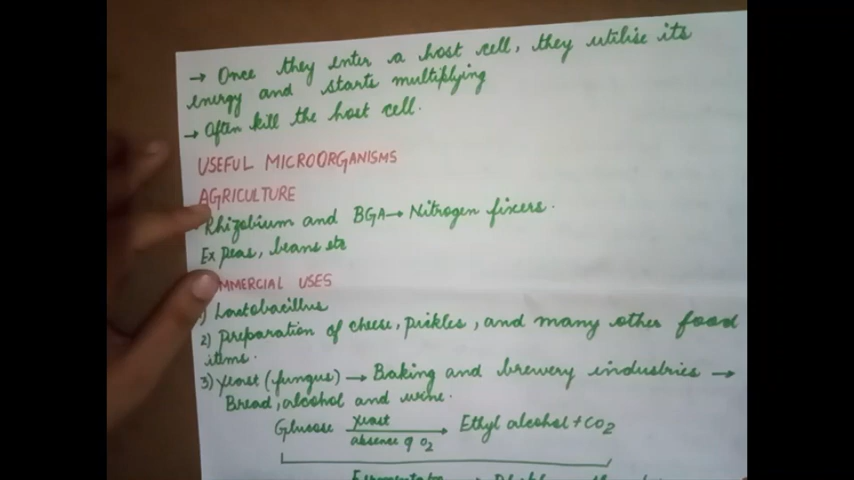 → Once they enter a host cell, they utilise its
energy and starts multiplying
→ Often kill the host cell.
USEFUL MICROORGANISMS
AGRICULTURE
Rhizobium and BGA → Nitrogen fixers.
Ex Peas, beans etc
MMERCIAL USES
1) Lactobacillus
2) Preparation of cheese, pickles, and many other food
items.
3) Yeast (fungus) → Baking and brewery industries →
Bread, alcohol and wine.
Glucose yeast → Ethyl alcohol + CO2
absence of O2